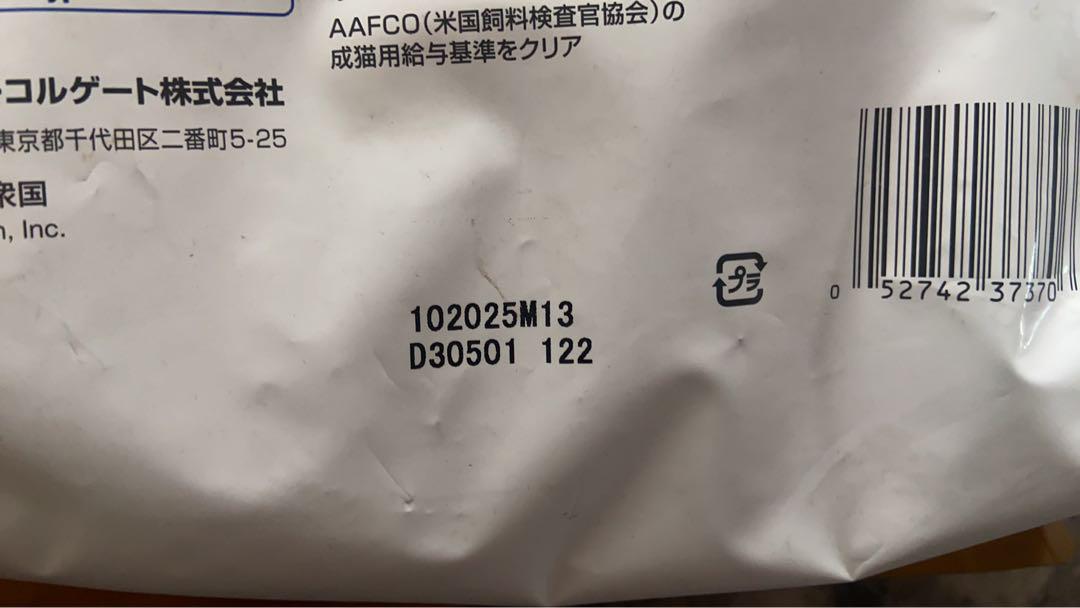 AAFCO(米国飼料検査官協会)の
成猫用給与基準をクリア
コルゲート株式会社
東京都千代田区二番町5-25
衆国
, Inc.
102025M13
D30501 122
プラ
0 52742 37370